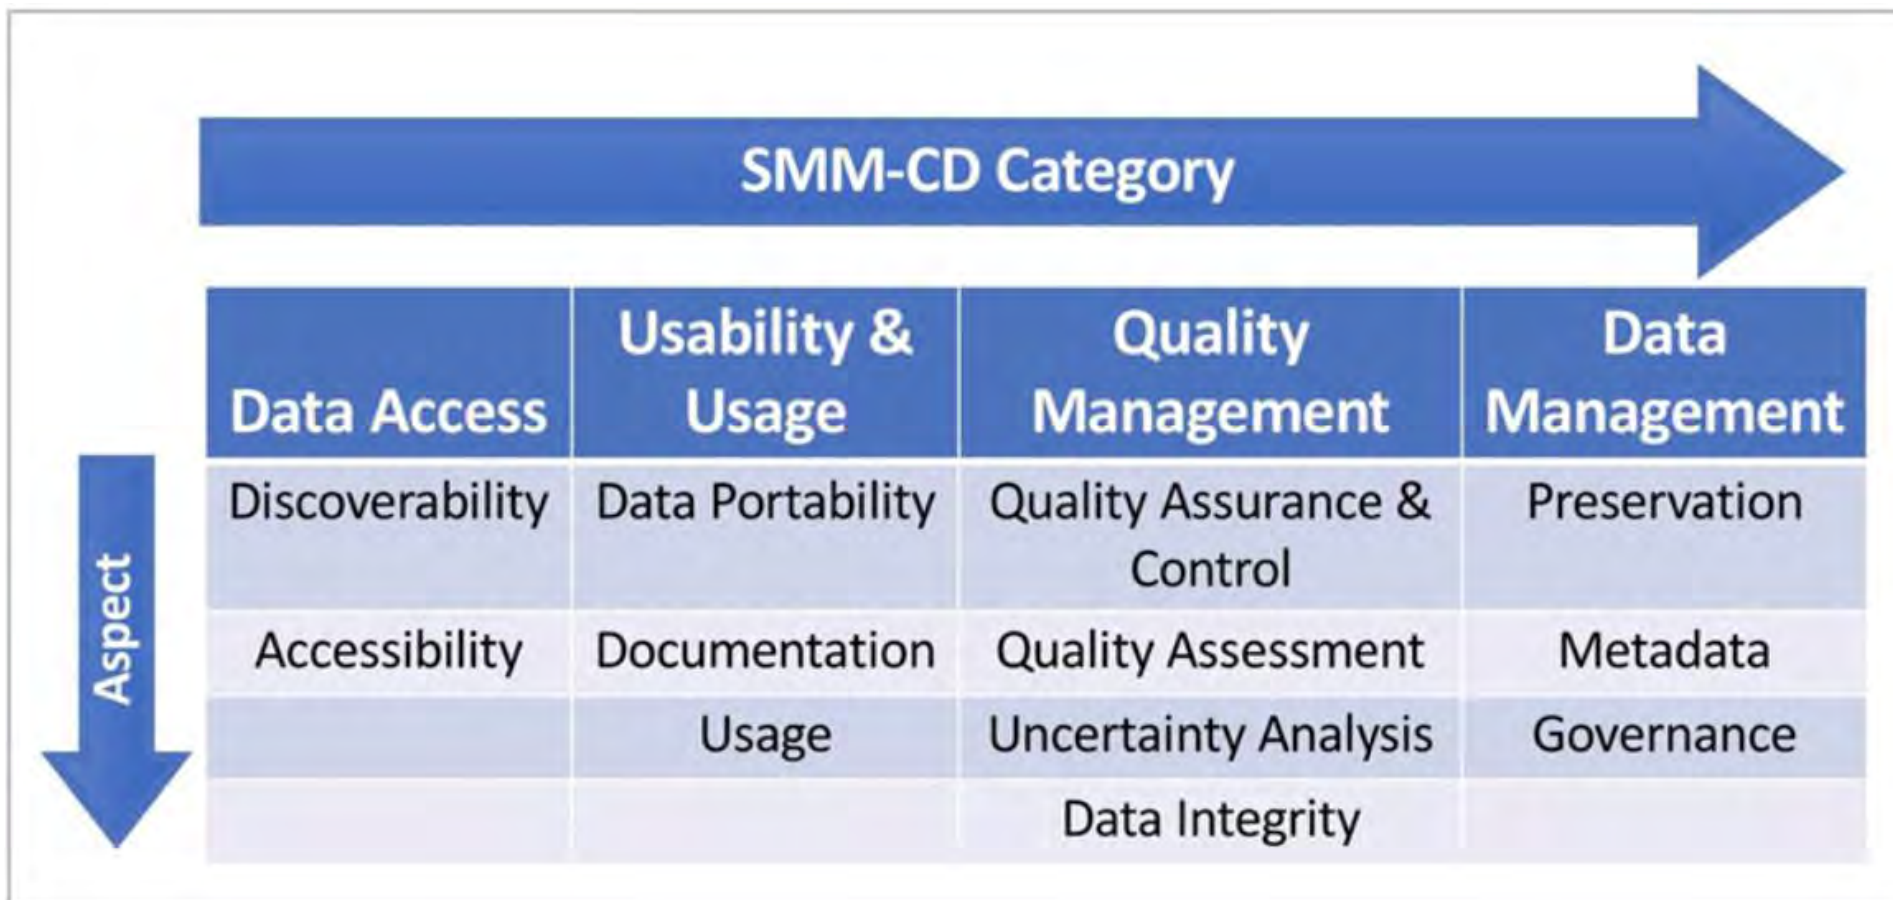 SMM-CD Category
Data Access
Usability &
Usage
Quality
Management
Data
Management
Aspect
Discoverability
Data Portability
Quality Assurance &
Control
Preservation
Accessibility
Documentation
Quality Assessment
Metadata
Usage
Uncertainty Analysis
Governance
Data Integrity